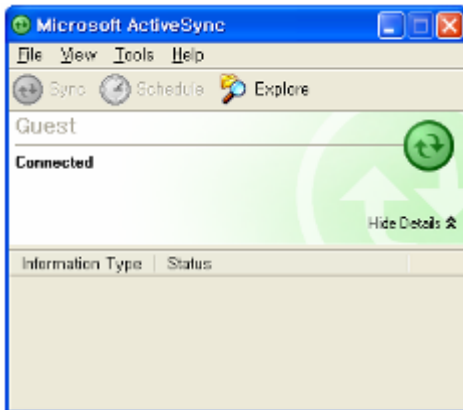 Microsoft ActiveSync
File View Tools Help
Sync Schedule Explore
Guest
Connected
Hide Details
Information Type Status